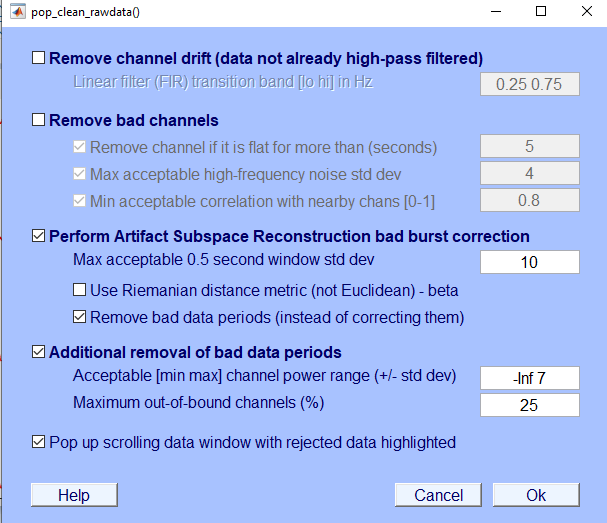 pop_clean_rawdata()
Remove channel drift (data not already high-pass filtered)
Linear filter (FIR) transition band [lo hi] in Hz 0.25 0.75
Remove bad channels
Remove channel if it is flat for more than (seconds) 5
Max acceptable high-frequency noise std dev 4
Min acceptable correlation with nearby chans [0-1] 0.8
Perform Artifact Subspace Reconstruction bad burst correction
Max acceptable 0.5 second window std dev 10
Use Riemanian distance metric (not Euclidean) - beta
Remove bad data periods (instead of correcting them)
Additional removal of bad data periods
Acceptable [min max] channel power range (+/- std dev) -Inf 7
Maximum out-of-bound channels (%) 25
Pop up scrolling data window with rejected data highlighted
Help Cancel Ok